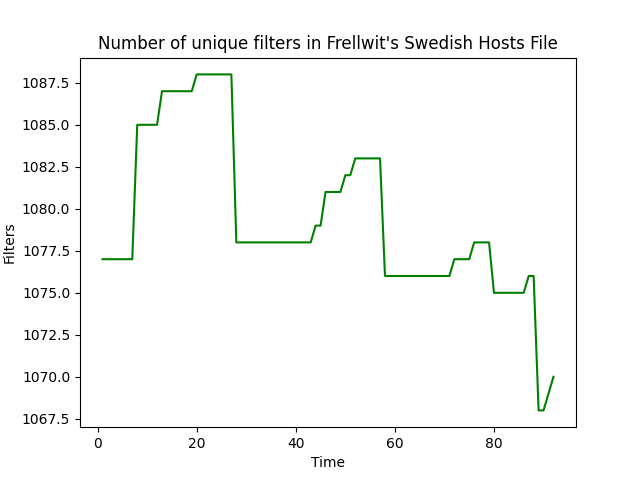 Number of unique filters in Frellwit's Swedish Hosts File
1087.5
1085.0
1082.5
1080.0
1077.5
1075.0
1072.5
1070.0
1067.5
Filters
0 20 40 60 80
Time